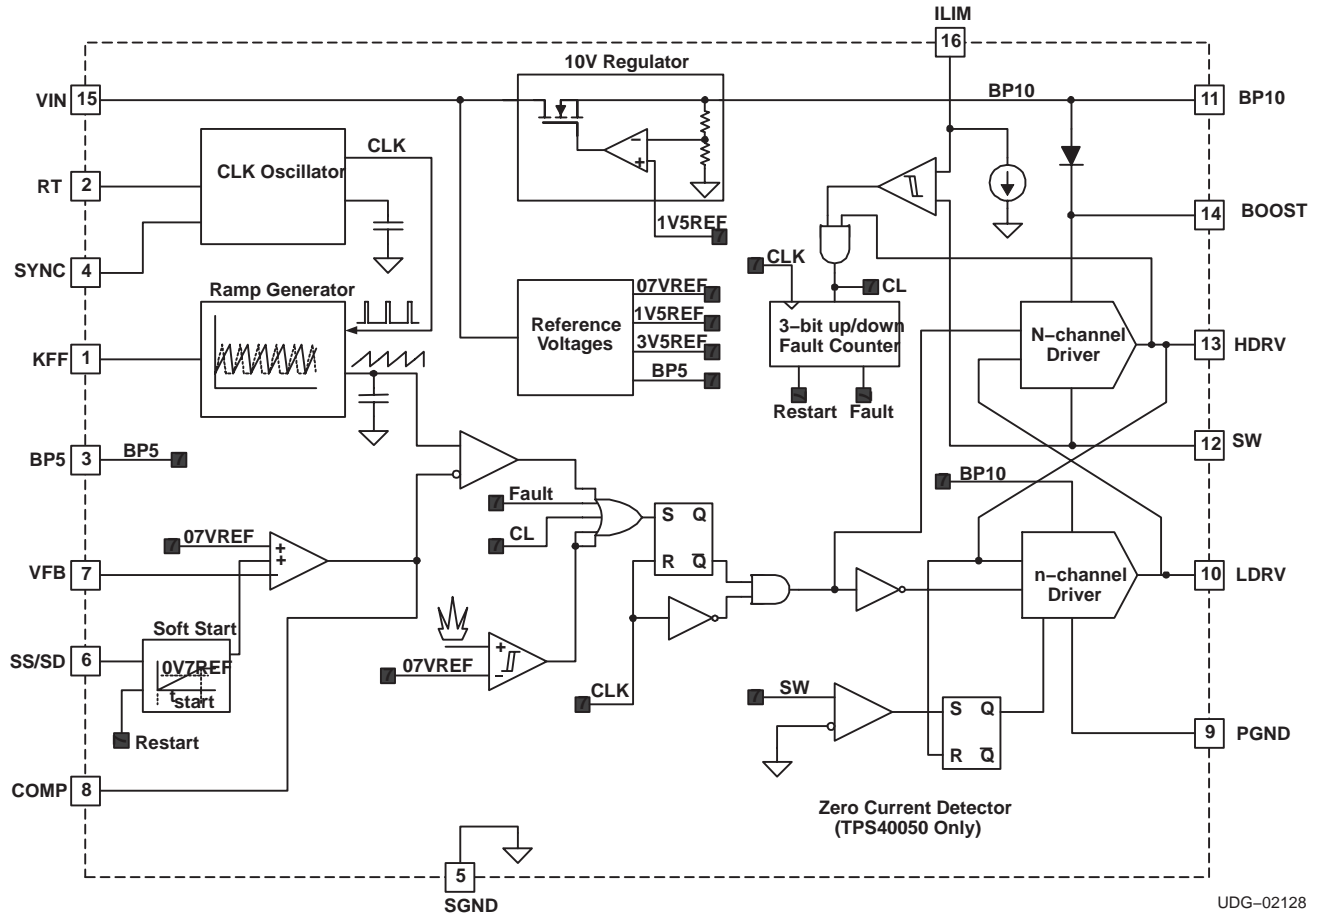 ILIM
16
10V Regulator
VIN 15
BP10
11 BP10
CLK
CLK Oscillator
RT 2
14 BOOST
1V5REF
SYNC 4
CLK
CL
Ramp Generator
07VREF
1V5REF
3V5REF
BP5
Reference
Voltages
3–bit up/down
Fault Counter
N–channel
Driver
13 HDRV
KFF 1
Restart
Fault
12 SW
BP5 3
BP5
BP10
Fault
CL
S Q
R Q
07VREF
+
+
–
VFB 7
n–channel
Driver
10 LDRV
Soft Start
SS/SD 6
0V7REF
tstart
07VREF
+
–
CLK
SW
S Q
R Q
9 PGND
Restart
COMP 8
Zero Current Detector
(TPS40050 Only)
5
SGND
UDG–02128